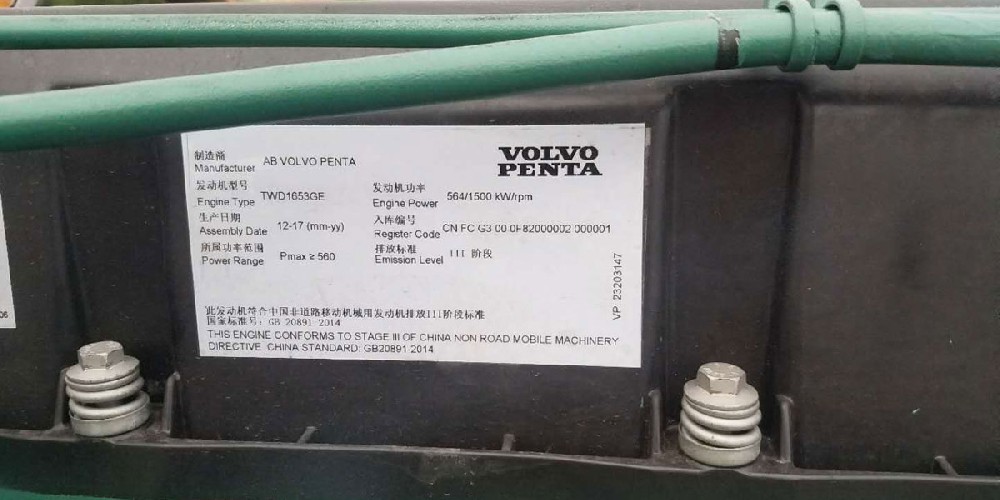 制造商
Manufacturer AB VOLVO PENTA
VOLVO
PENTA
发动机型号
Engine Type TWD1653GE
发动机功率
Engine Power 564/1500 kW/rpm
生产日期
Assembly Date 12-17 (mm-yy)
入库编号
Register Code CN FC G3 00 0F82000002 000001
所属功率范围
Power Range Pmax ≥ 560
排放标准
Emission Level III 阶段
VP 23203147
此发动机符合中国非道路移动机械用发动机排放III阶段标准
国家标准号: GB 20891-2014
THIS ENGINE CONFORMS TO STAGE III OF CHINA NON ROAD MOBILE MACHINERY
DIRECTIVE, CHINA STANDARD: GB20891-2014
06